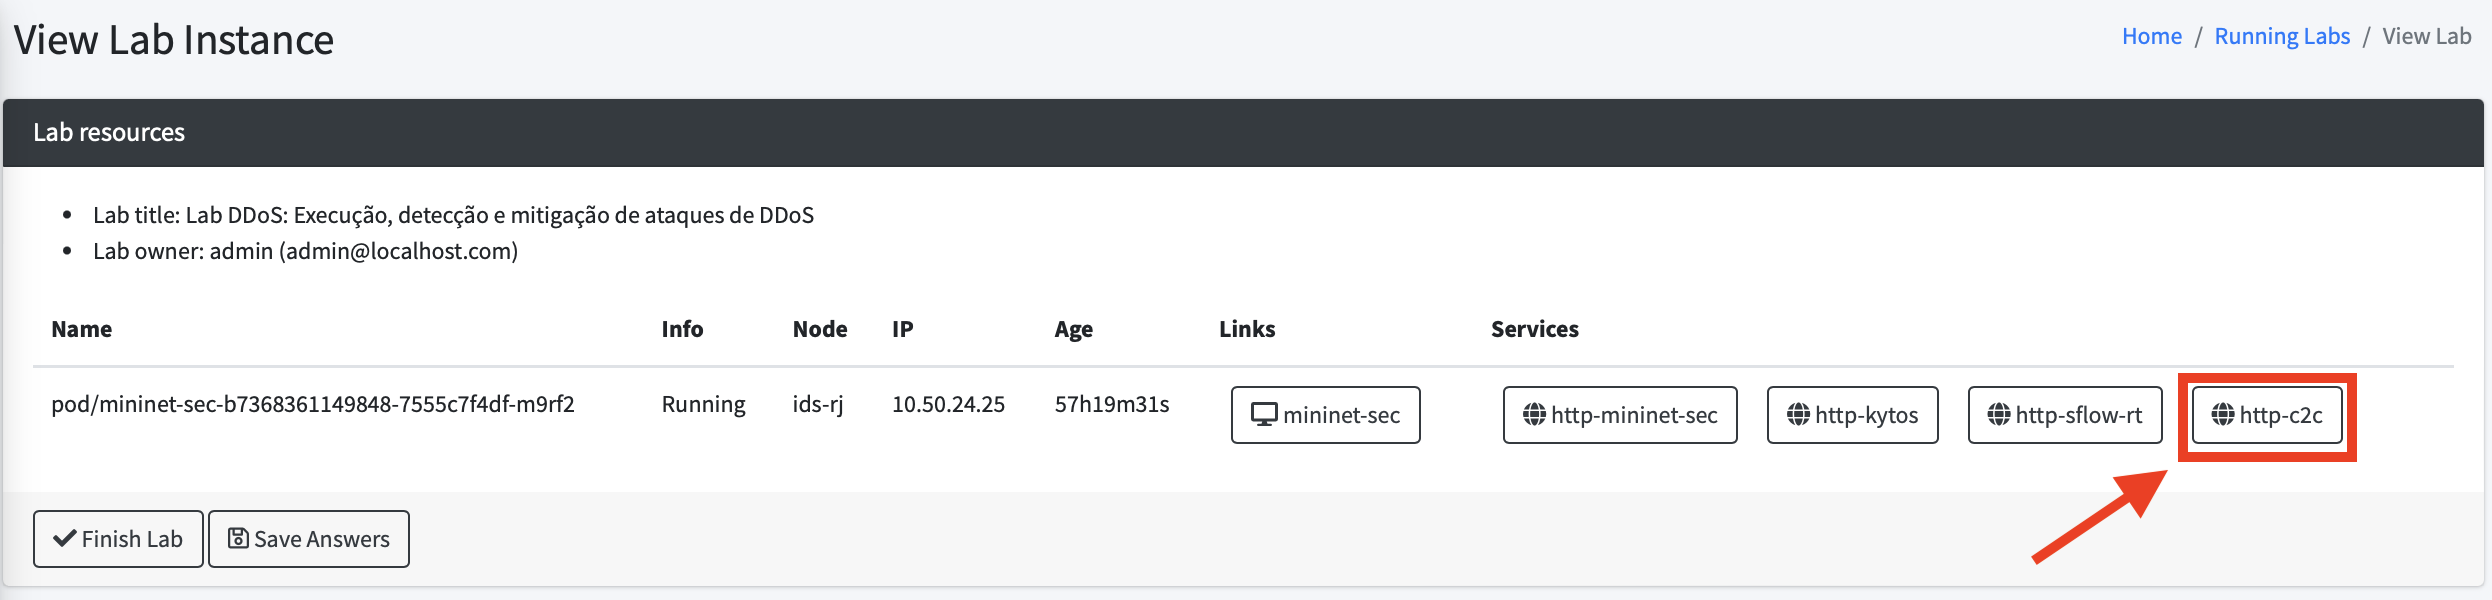 View Lab Instance
Home / Running Labs / View Lab
Lab resources
• Lab title: Lab DDoS: Execução, detecção e mitigação de ataques de DDoS
• Lab owner: admin (admin@localhost.com)
Name Info Node IP Age Links Services
pod/mininet-sec-b7368361149848-7555c7f4df-m9rf2 Running ids-rj 10.50.24.25 57h19m31s mininet-sec http-mininet-sec http-kytos http-sflow-rt http-c2c
Finish Lab Save Answers